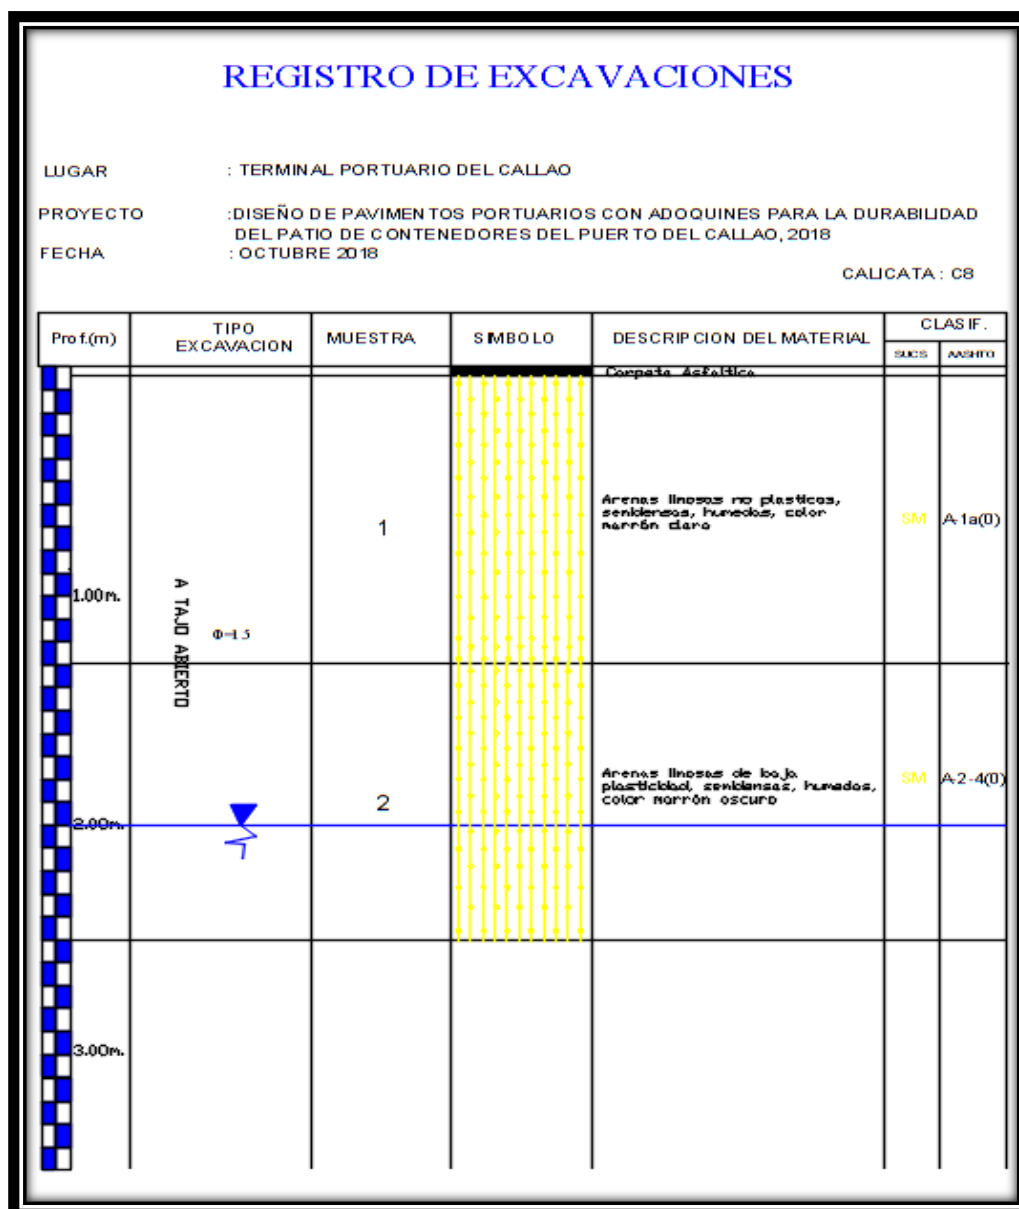 REGISTRO DE EXCAVACIONES
LUGAR : TERMINAL PORTUARIO DEL CALLAO
PROYECTO :DISEÑO DE PAVIMENTOS PORTUARIOS CON ADOQUINES PARA LA DURABILIDAD
DEL PATIO DE CONTENEDORES DEL PUERTO DEL CALLAO, 2018
FECHA : OCTUBRE 2018
CALICATA : C8
Prof.(m) TIPO EXCAVACION MUESTRA SIMBOLO DESCRIPCION DEL MATERIAL CLASIF.
SUCS AASHTO
Carpeta Asfaltica
Arenas limosas no plasticas,
semidensas, humedas, color
marrón claro
1 SM A-1a(0)
1.00m.
A TAJO ABIERTO
Φ=1.5
Arenas limosas de baja
plasticidad, semidensas, humedas,
color marrón oscuro
2 SM A-2-4(0)
2.00m.
3.00m.